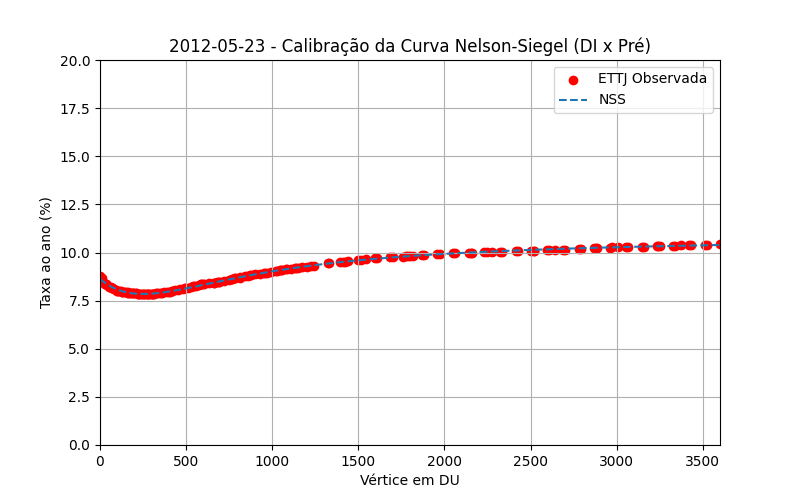 2012-05-23 - Calibração da Curva Nelson-Siegel (DI x Pré)
20.0
17.5
15.0
12.5
10.0
7.5
5.0
2.5
0.0
Taxa ao ano (%)
ETTJ Observada
NSS
0 500 1000 1500 2000 2500 3000 3500
Vértice em DU